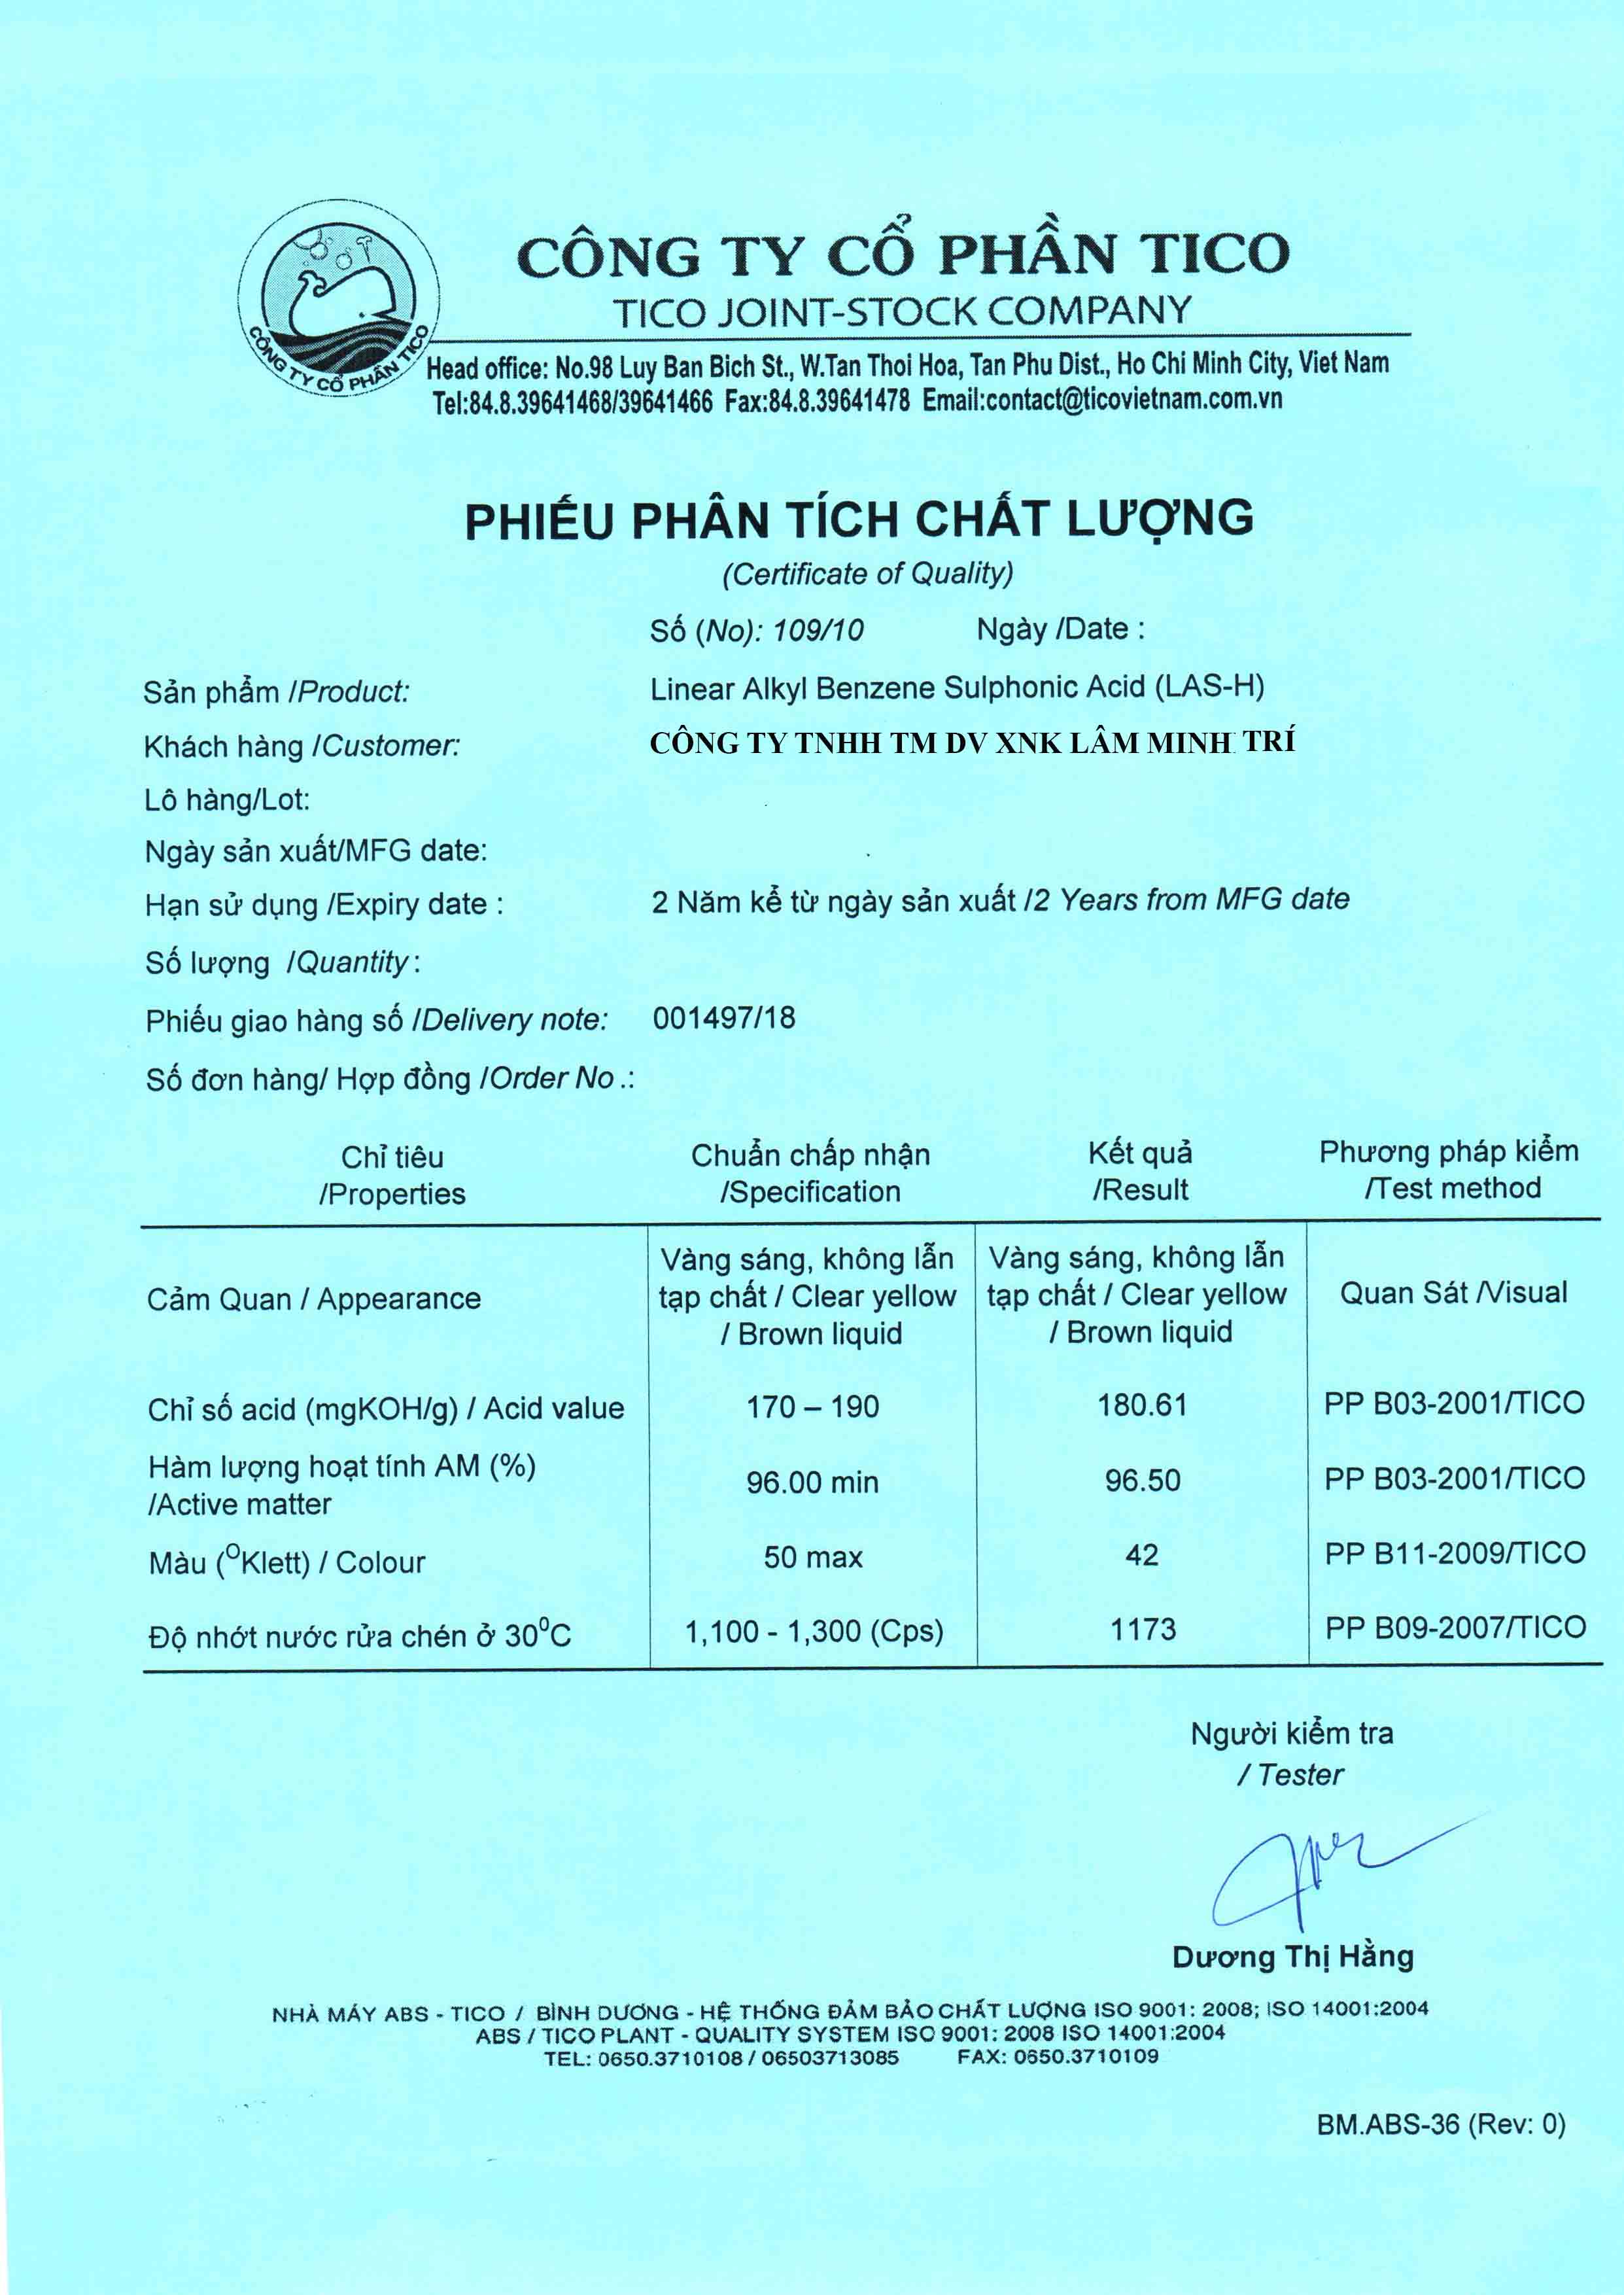 CÔNG TY CỔ PHẦN TICO
TICO JOINT-STOCK COMPANY
CÔNG TY CỔ PHẦN TICO
Head office: No.98 Luy Ban Bich St., W.Tan Thoi Hoa, Tan Phu Dist., Ho Chi Minh City, Viet Nam
Tel:84.8.39641468/39641466 Fax:84.8.39641478 Email:contact@ticovietnam.com.vn
PHIẾU PHÂN TÍCH CHẤT LƯỢNG
(Certificate of Quality)
Số (No): 109/10 Ngày /Date :
Sản phẩm /Product: Linear Alkyl Benzene Sulphonic Acid (LAS-H)
Khách hàng /Customer: CÔNG TY TNHH TM DV XNK LÂM MINH TRÍ
Lô hàng/Lot:
Ngày sản xuất/MFG date:
Hạn sử dụng /Expiry date : 2 Năm kể từ ngày sản xuất /2 Years from MFG date
Số lượng /Quantity :
Phiếu giao hàng số /Delivery note: 001497/18
Số đơn hàng/ Hợp đồng /Order No .:
Chỉ tiêu Chuẩn chấp nhận Kết quả Phương pháp kiểm
/Properties /Specification /Result /Test method
Vàng sáng, không lẫn Vàng sáng, không lẫn
Cảm Quan / Appearance tạp chất / Clear yellow tạp chất / Clear yellow Quan Sát /Visual
/ Brown liquid / Brown liquid
Chỉ số acid (mgKOH/g) / Acid value 170 – 190 180.61 PP B03-2001/TICO
Hàm lượng hoạt tính AM (%) 96.00 min 96.50 PP B03-2001/TICO
/Active matter
Màu (⁰Klett) / Colour 50 max 42 PP B11-2009/TICO
Độ nhớt nước rửa chén ở 30⁰C 1,100 - 1,300 (Cps) 1173 PP B09-2007/TICO
Người kiểm tra
/ Tester
Dương Thị Hằng
NHÀ MÁY ABS - TICO / BÌNH DƯƠNG - HỆ THỐNG ĐẢM BẢO CHẤT LƯỢNG ISO 9001: 2008; ISO 14001:2004
ABS / TICO PLANT - QUALITY SYSTEM ISO 9001: 2008 ISO 14001:2004
TEL: 0650.3710108 / 06503713085 FAX: 0650.3710109
BM.ABS-36 (Rev: 0)